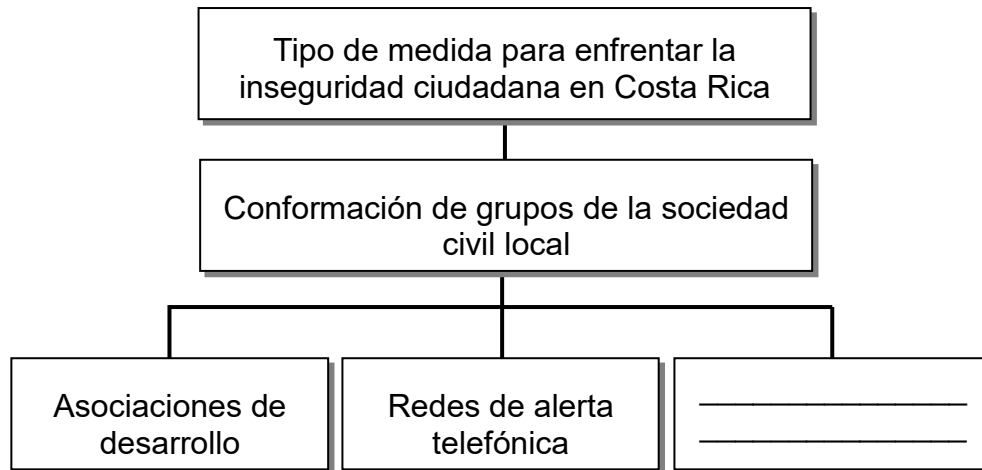 Tipo de medida para enfrentar la
inseguridad ciudadana en Costa Rica
Conformación de grupos de la sociedad
civil local
Asociaciones de
desarrollo
Redes de alerta
telefónica